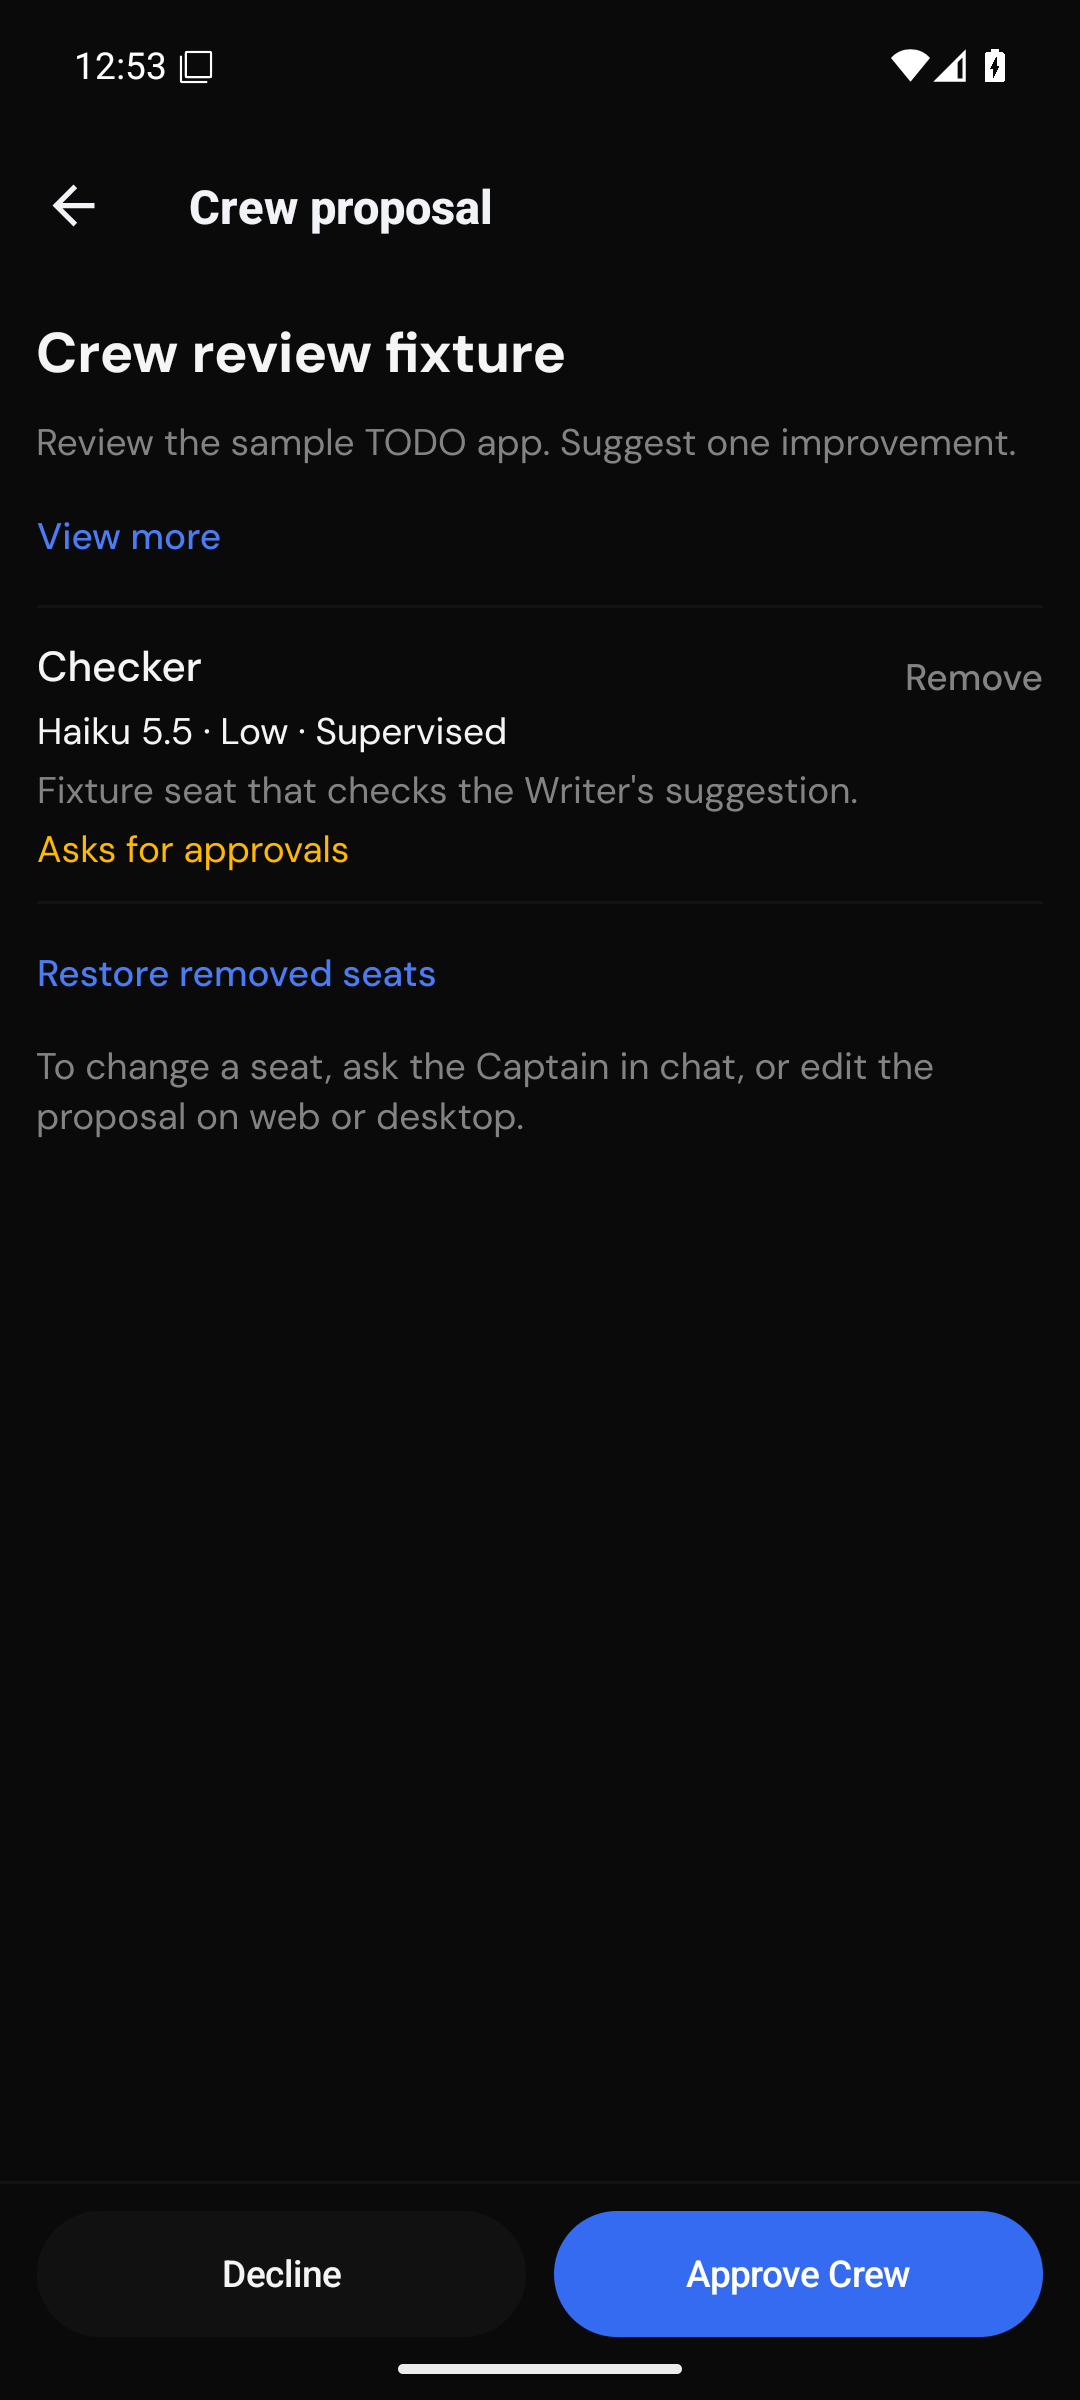 12:53
Crew proposal
Crew review fixture
Review the sample TODO app. Suggest one improvement.
View more
Checker
Remove
Haiku 5.5 · Low · Supervised
Fixture seat that checks the Writer's suggestion.
Asks for approvals
Restore removed seats
To change a seat, ask the Captain in chat, or edit the
proposal on web or desktop.
Decline
Approve Crew